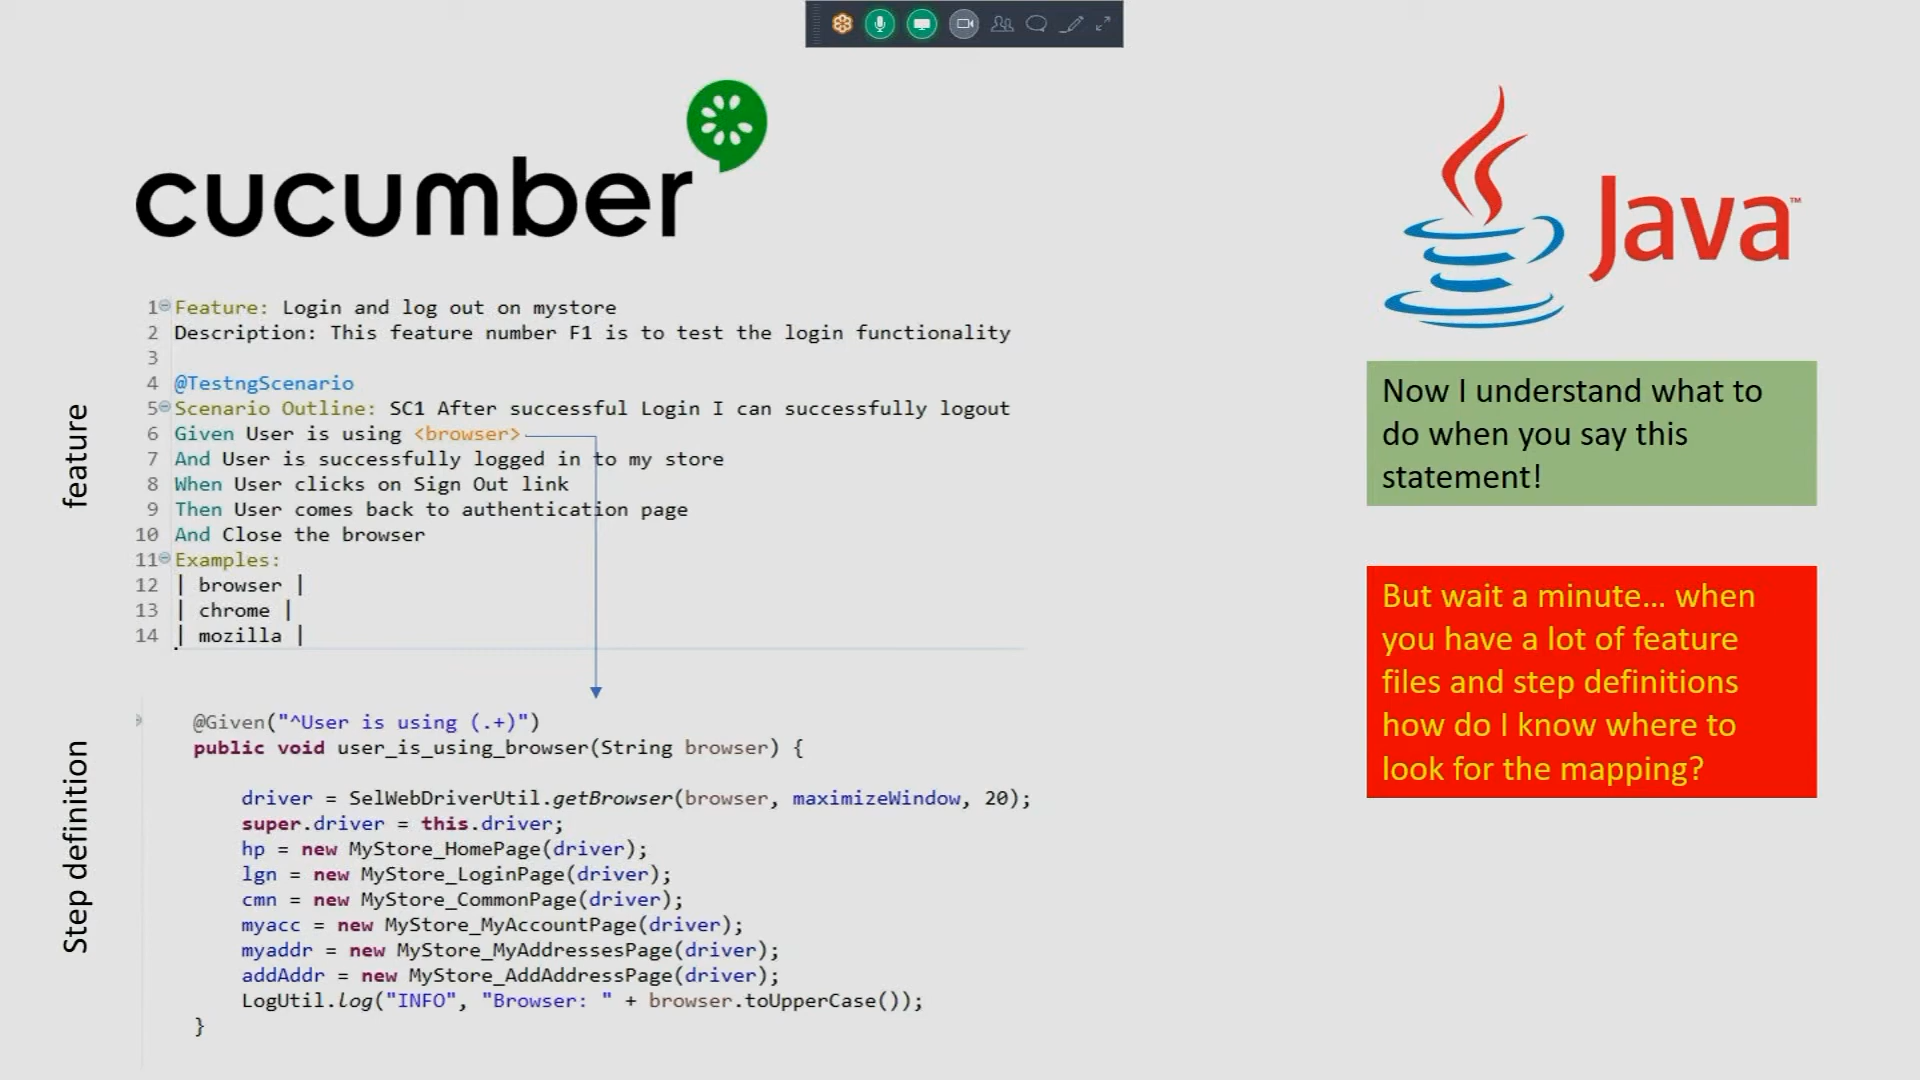 cucumber
Java™
feature
1 Feature: Login and log out on mystore
2 Description: This feature number F1 is to test the login functionality
3
4 @TestngScenario
5 Scenario Outline: SC1 After successful Login I can successfully logout
6 Given User is using <browser>
7 And User is successfully logged in to my store
8 When User clicks on Sign Out link
9 Then User comes back to authentication page
10 And Close the browser
11 Examples:
12 | browser |
13 | chrome |
14 | mozilla |
Step definition
@Given("^User is using (.+)")
public void user_is_using_browser(String browser) {
driver = SelWebDriverUtil.getBrowser(browser, maximizeWindow, 20);
super.driver = this.driver;
hp = new MyStore_HomePage(driver);
lgn = new MyStore_LoginPage(driver);
cmn = new MyStore_CommonPage(driver);
myacc = new MyStore_MyAccountPage(driver);
myaddr = new MyStore_MyAddressesPage(driver);
addAddr = new MyStore_AddAddressPage(driver);
LogUtil.log("INFO", "Browser: " + browser.toUpperCase());
}
Now I understand what to
do when you say this
statement!
But wait a minute... when
you have a lot of feature
files and step definitions
how do I know where to
look for the mapping?